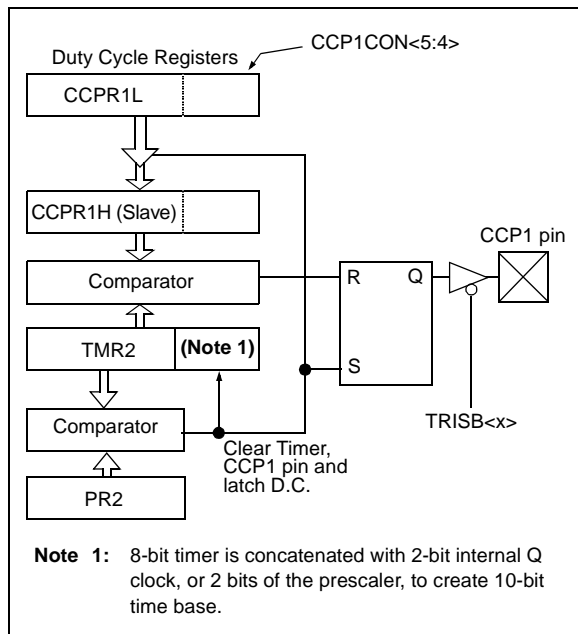 CCP1CON<5:4>
Duty Cycle Registers
CCPR1L
CCPR1H (Slave)
CCP1 pin
Comparator
R
Q
TMR2
(Note 1)
S
Comparator
TRISB<x>
Clear Timer,
CCP1 pin and
latch D.C.
PR2
Note 1: 8-bit timer is concatenated with 2-bit internal Q
clock, or 2 bits of the prescaler, to create 10-bit
time base.